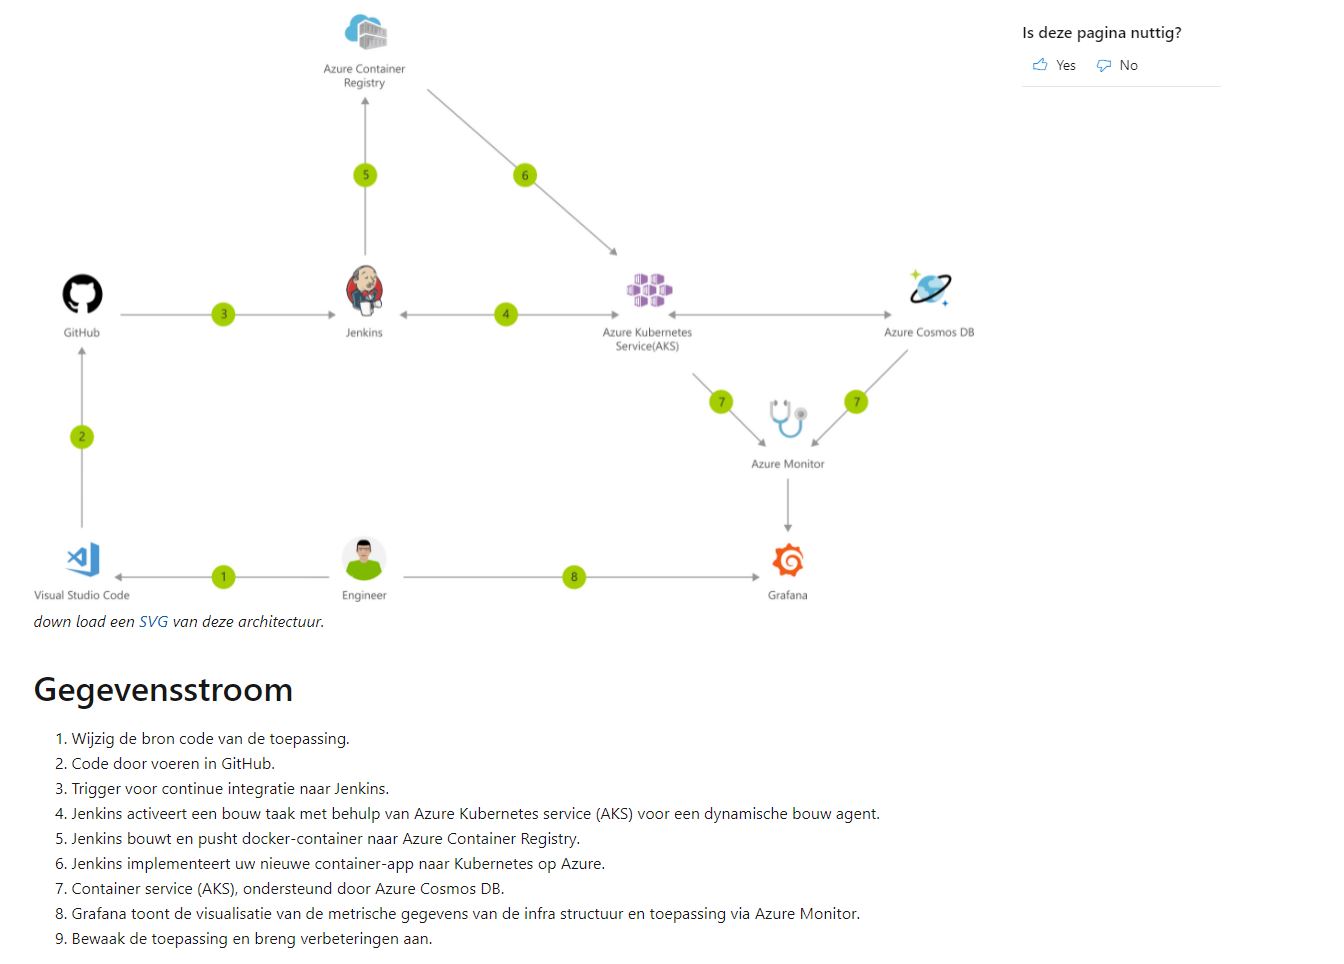 Is deze pagina nuttig?
Yes No
Azure Container
Registry
5
6
GitHub
3
Jenkins
4
Azure Kubernetes
Service(AKS)
Azure Cosmos DB
7
7
2
Azure Monitor
Visual Studio Code
1
Engineer
8
Grafana
down load een SVG van deze architectuur.
Gegevensstroom
1. Wijzig de bron code van de toepassing.
2. Code door voeren in GitHub.
3. Trigger voor continue integratie naar Jenkins.
4. Jenkins activeert een bouw taak met behulp van Azure Kubernetes service (AKS) voor een dynamische bouw agent.
5. Jenkins bouwt en pusht docker-container naar Azure Container Registry.
6. Jenkins implementeert uw nieuwe container-app naar Kubernetes op Azure.
7. Container service (AKS), ondersteund door Azure Cosmos DB.
8. Grafana toont de visualisatie van de metrische gegevens van de infra structuur en toepassing via Azure Monitor.
9. Bewaak de toepassing en breng verbeteringen aan.